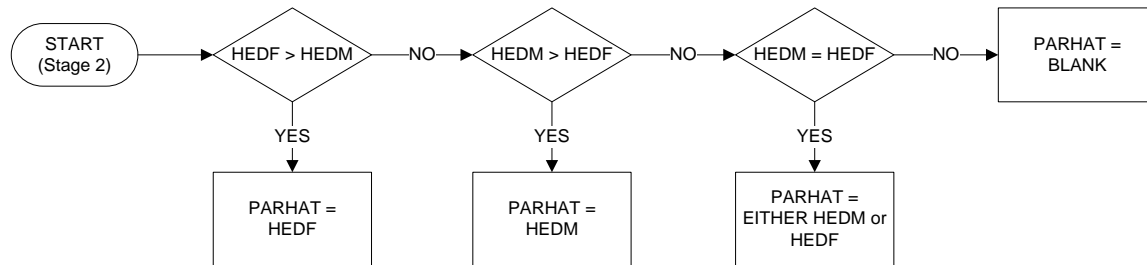 START
(Stage 2)
HEDF > HEDM
NO
HEDM > HEDF
NO
HEDM = HEDF
NO
PARHAT =
BLANK
YES
YES
YES
PARHAT =
HEDF
PARHAT =
HEDM
PARHAT =
EITHER HEDM or
HEDF